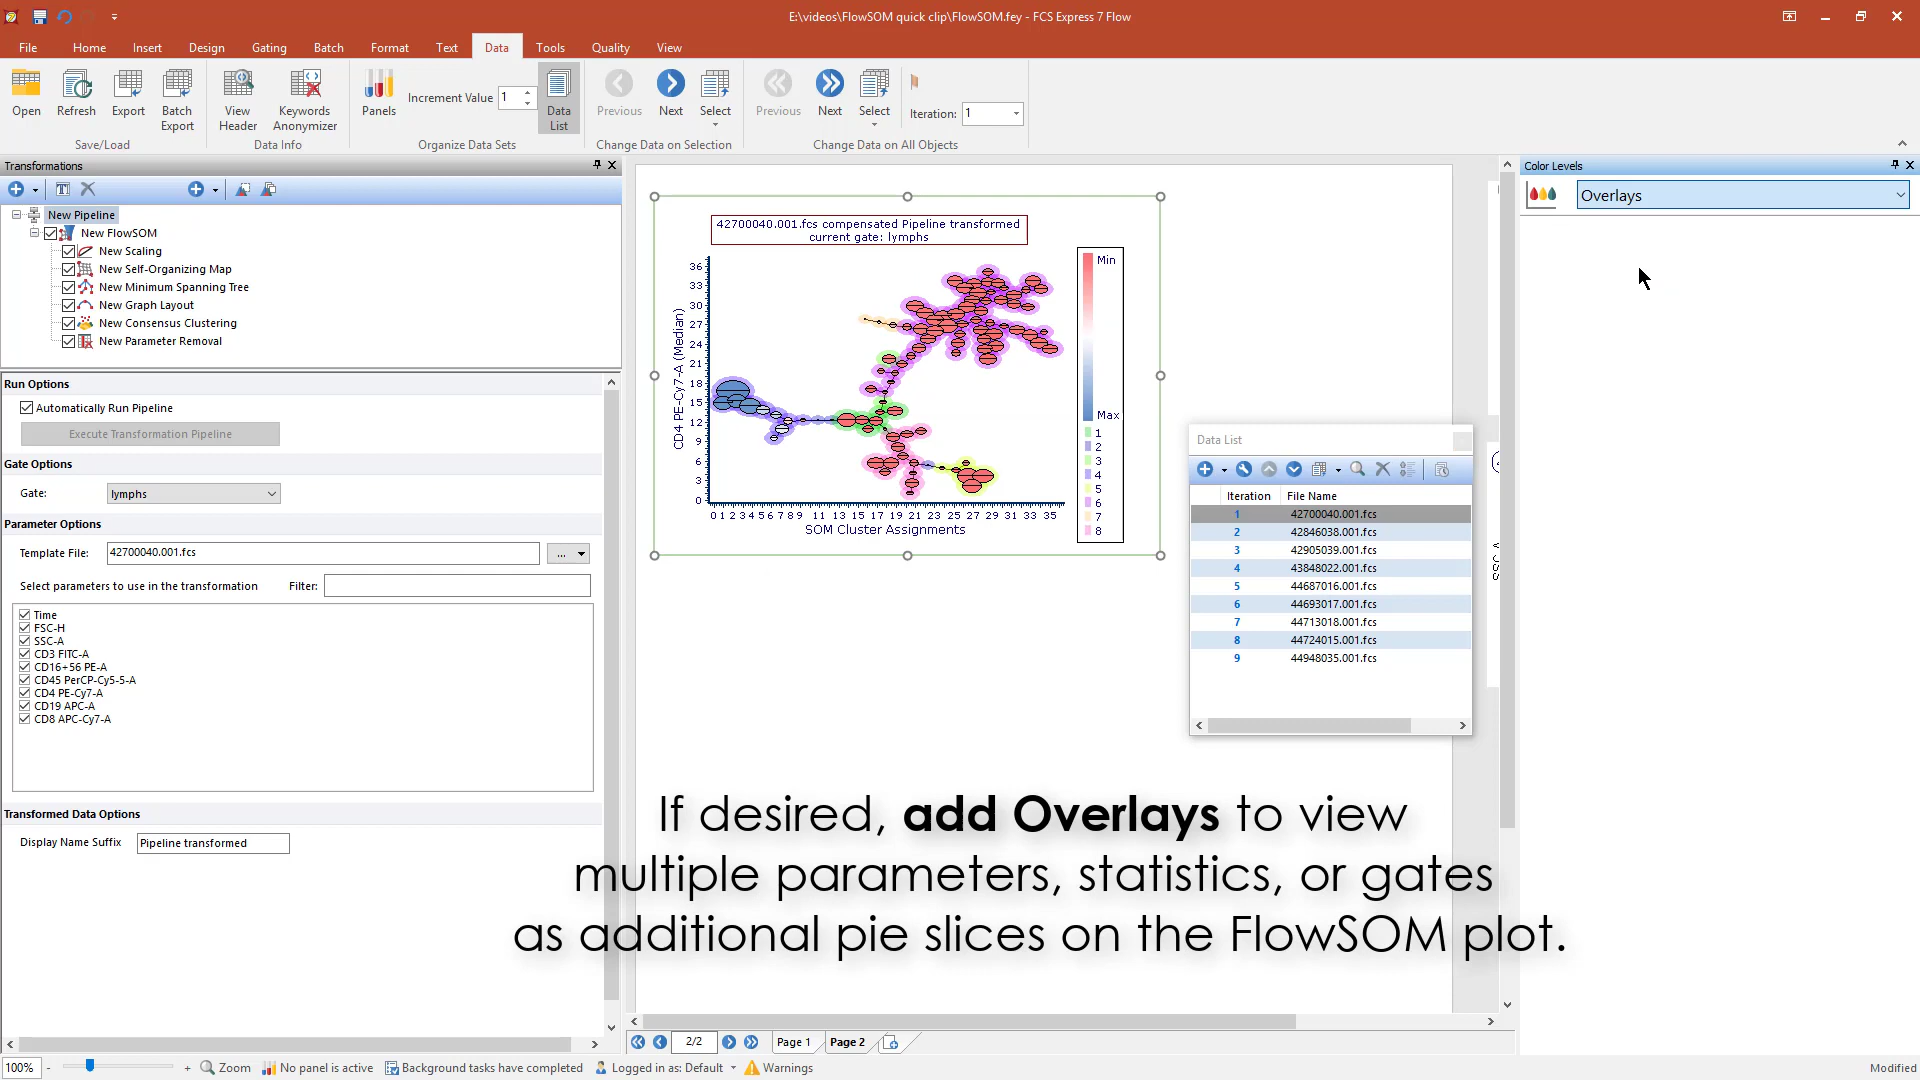 E:\videos\FlowSOM quick clip\FlowSOM.fey - FCS Express 7 Flow
File Home Insert Design Gating Batch Format Text Data Tools Quality View
Open Refresh Export Batch Export View Header Keywords Anonymizer Panels Increment Value 1 Data List Previous Next Select Previous Next Select Iteration: 1
Save/Load Data Info Organize Data Sets Change Data on Selection Change Data on All Objects
Transformations
New Pipeline
New FlowSOM
New Scaling
New Self-Organizing Map
New Minimum Spanning Tree
New Graph Layout
New Consensus Clustering
New Parameter Removal
Run Options
Automatically Run Pipeline
Execute Transformation Pipeline
Gate Options
Gate: lymphs
Parameter Options
Template File: 42700040.001.fcs ...
Select parameters to use in the transformation Filter:
Time
FSC-H
SSC-A
CD3 FITC-A
CD16+56 PE-A
CD45 PerCP-Cy5-5-A
CD4 PE-Cy7-A
CD19 APC-A
CD8 APC-Cy7-A
Transformed Data Options
Display Name Suffix Pipeline transformed
42700040.001.fcs compensated Pipeline transformed
current gate: lymphs
CD4 PE-Cy7-A (Median)
36
33
30
27
24
21
18
15
12
9
6
3
0
0 1 2 3 4 5 6 7 8 9 11 13 15 17 19 21 23 25 27 29 31 33 35
SOM Cluster Assignments
Min
Max
1
2
3
4
5
6
7
8
Data List
Iteration File Name
1 42700040.001.fcs
2 42846038.001.fcs
3 42905039.001.fcs
4 43848022.001.fcs
5 44687016.001.fcs
6 44693017.001.fcs
7 44713018.001.fcs
8 44724015.001.fcs
9 44948035.001.fcs
Color Levels
Overlays
If desired, add Overlays to view
multiple parameters, statistics, or gates
as additional pie slices on the FlowSOM plot.
2/2 Page 1 Page 2
100% - + Zoom No panel is active Background tasks have completed Logged in as: Default Warnings Modified